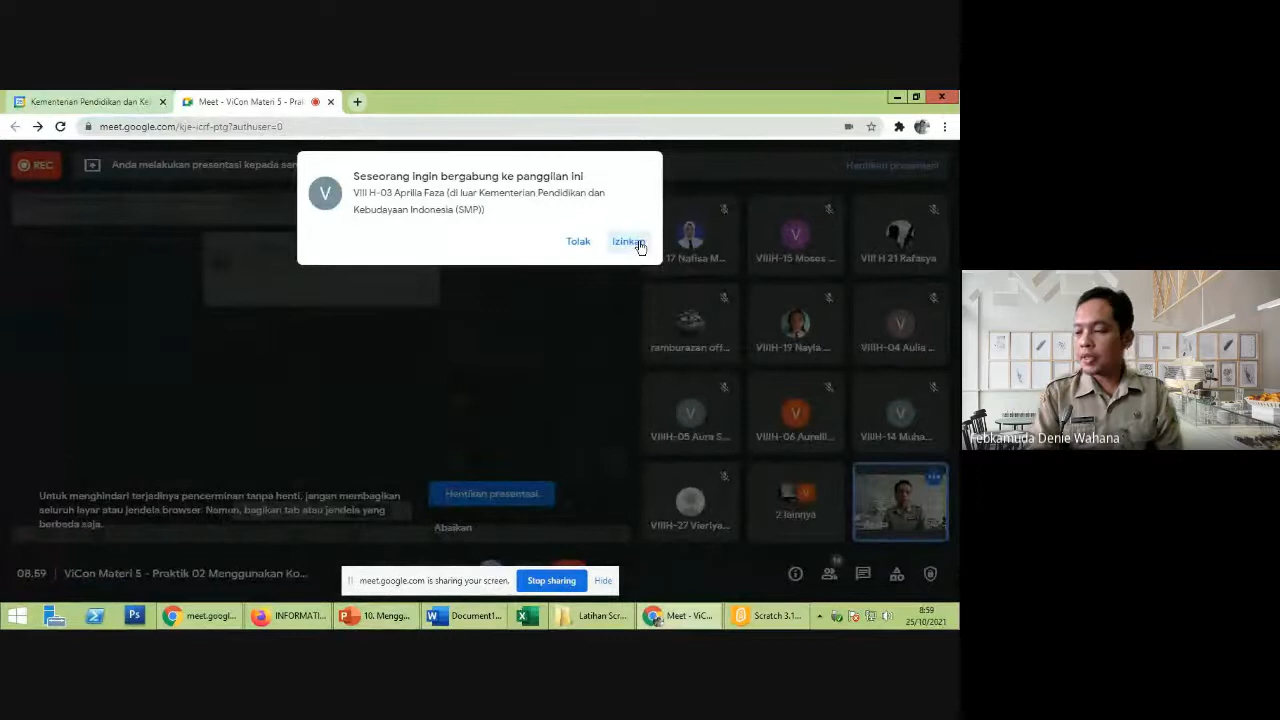 Kementerian Pendidikan dan Ke
Meet - ViCon Materi 5 - Pra
meet.google.com/kje-icrf-ptg?authuser=0
REC
Anda melakukan presentasi kepada sem
Hentikan presentasi
Seseorang ingin bergabung ke panggilan ini
V
VIII H-03 Aprilia Faza (di luar Kementerian Pendidikan dan
Kebudayaan Indonesia (SMP))
Tolak
Izinkan
17 Nafisa M...
V
VIIIH-15 Moses ...
VIII H 21 Rafasya
ramburazan off...
VIIIH-19 Nayla ...
V
VIIIH-04 Aulia ...
V
VIIIH-05 Aura S...
V
VIIIH-06 Aurelli...
V
VIIIH-14 Muha...
VIIIH-27 Vierlya...
V
2 lainnya
Anda
Untuk menghindari terjadinya pencerminan tanpa henti, jangan membagikan
seluruh layar atau jendela browser. Namun, bagikan tab atau jendela yang
berbeda saja.
Hentikan presentasi
Abaikan
08.59
ViCon Materi 5 - Praktik 02 Menggunakan Ko...
meet.google.com is sharing your screen.
Stop sharing
Hide
meet.googl...
INFORMATI...
10. Mengg...
Document1...
Latihan Scr...
Meet - ViC...
Scratch 3.1...
8:59
25/10/2021
Febkamuda Denie Wahana